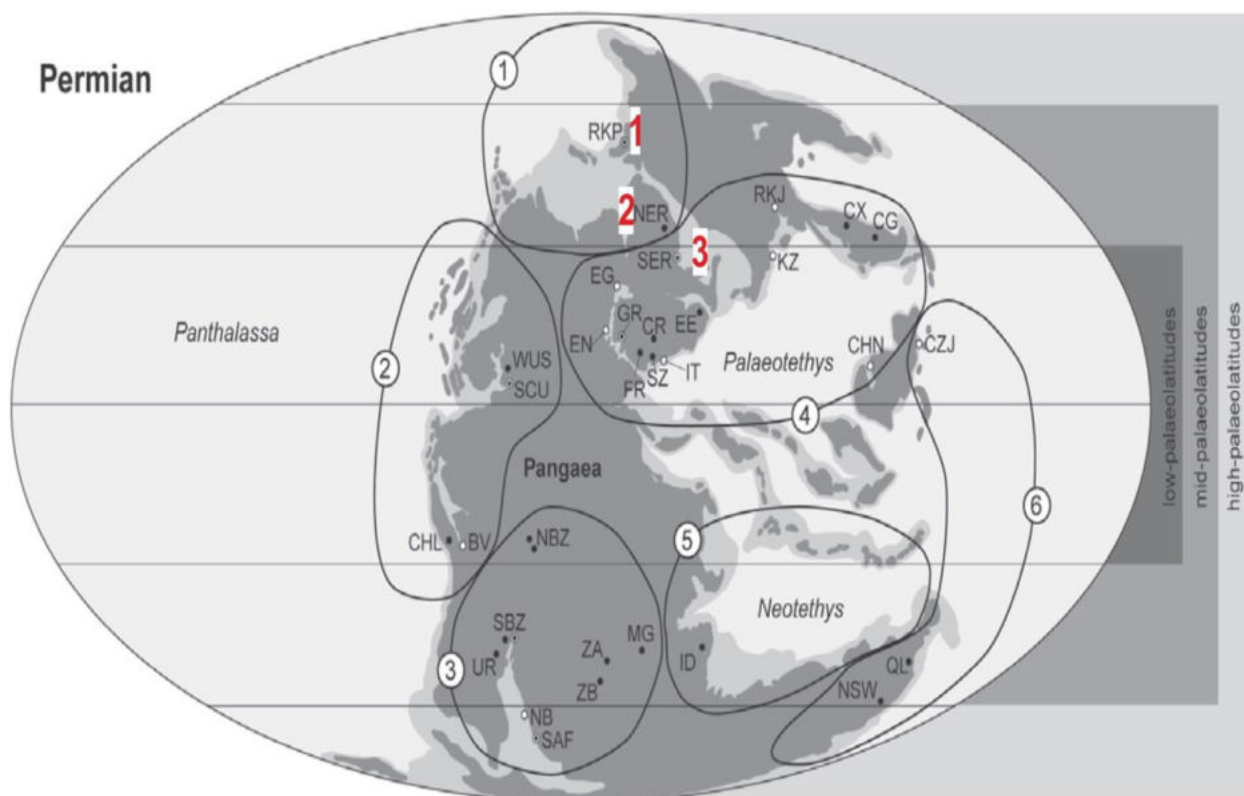 Permian
1
RKP 1
2
NER
RKJ
CX
CG
3
SER
KZ
EG
GR
CR
EE
EN
Panthalassa
Palaeotethys
CHN
CZJ
2
WUS
SCU
FR
SZ
IT
4
Pangaea
low-palaeolatitudes
mid-palaeolatitudes
high-palaeolatitudes
6
CHL
BV
NBZ
5
Neotethys
SBZ
UR
3
ZA
MG
ZB
ID
QL
NSW
NB
SAF